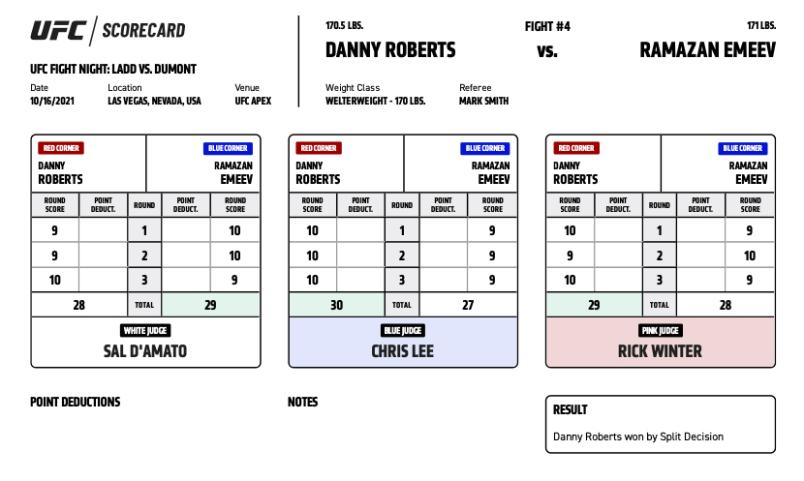 UFC / SCORECARD
UFC FIGHT NIGHT: LADD VS. DUMONT
Date Location Venue
10/16/2021 LAS VEGAS, NEVADA, USA UFC APEX
170.5 LBS. FIGHT #4 171 LBS.
DANNY ROBERTS VS. RAMAZAN EMEEV
Weight Class Referee
WELTERWEIGHT - 170 LBS. MARK SMITH
RED CORNER BLUE CORNER
DANNY RAMAZAN
ROBERTS EMEEV
ROUND POINT ROUND POINT ROUND
SCORE DEDUCT. DEDUCT. SCORE
9 1 10
9 2 10
10 3 9
28 TOTAL 29
WHITE JUDGE
SAL D'AMATO
RED CORNER BLUE CORNER
DANNY RAMAZAN
ROBERTS EMEEV
ROUND POINT ROUND POINT ROUND
SCORE DEDUCT. DEDUCT. SCORE
10 1 9
10 2 9
10 3 9
30 TOTAL 27
BLUE JUDGE
CHRIS LEE
RED CORNER BLUE CORNER
DANNY RAMAZAN
ROBERTS EMEEV
ROUND POINT ROUND POINT ROUND
SCORE DEDUCT. DEDUCT. SCORE
10 1 9
9 2 10
10 3 9
29 TOTAL 28
PINK JUDGE
RICK WINTER
POINT DEDUCTIONS
NOTES
RESULT
Danny Roberts won by Split Decision